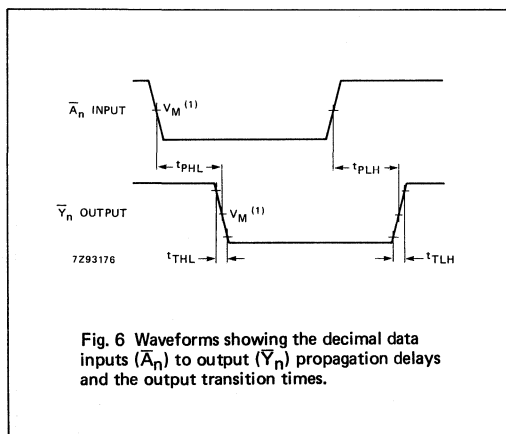 A̅n INPUT
VM (1)
tPHL
tPLH
Y̅n OUTPUT
VM (1)
7Z93176
tTHL
tTLH
Fig. 6 Waveforms showing the decimal data
inputs (A̅n) to output (Y̅n) propagation delays
and the output transition times.